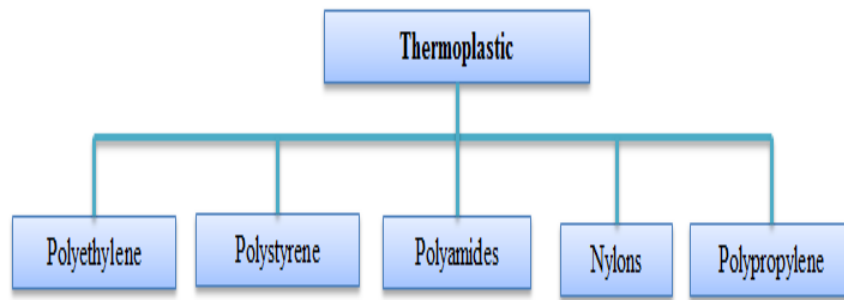 Thermoplastic
Polyethylene
Polystyrene
Polyamides
Nylons
Polypropylene